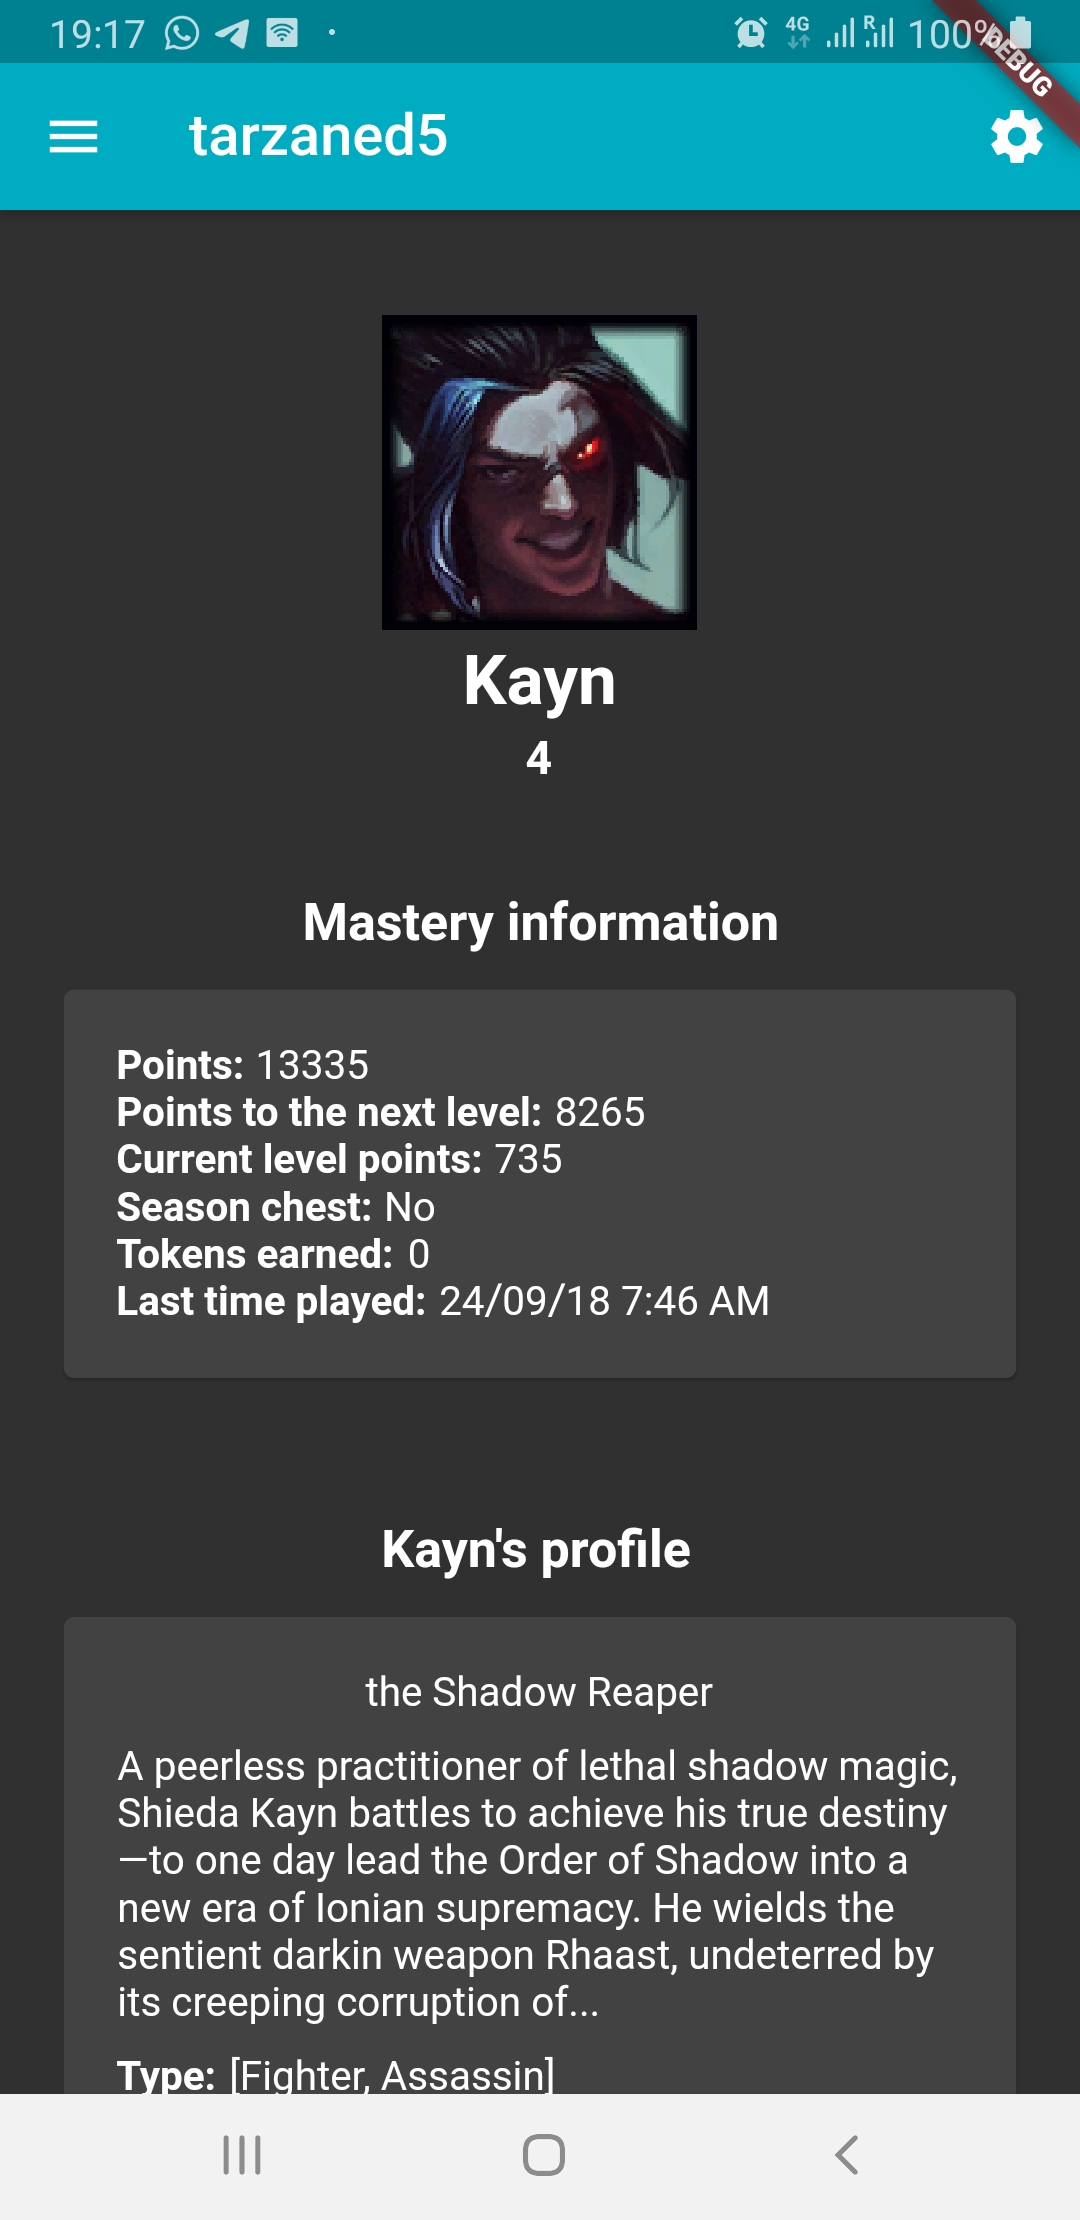 19:17
4G R 100%
DEBUG
tarzaned5
Kayn
4
Mastery information
Points: 13335
Points to the next level: 8265
Current level points: 735
Season chest: No
Tokens earned: 0
Last time played: 24/09/18 7:46 AM
Kayn's profile
the Shadow Reaper
A peerless practitioner of lethal shadow magic,
Shieda Kayn battles to achieve his true destiny
—to one day lead the Order of Shadow into a
new era of Ionian supremacy. He wields the
sentient darkin weapon Rhaast, undeterred by
its creeping corruption of...
Type: [Fighter, Assassin]